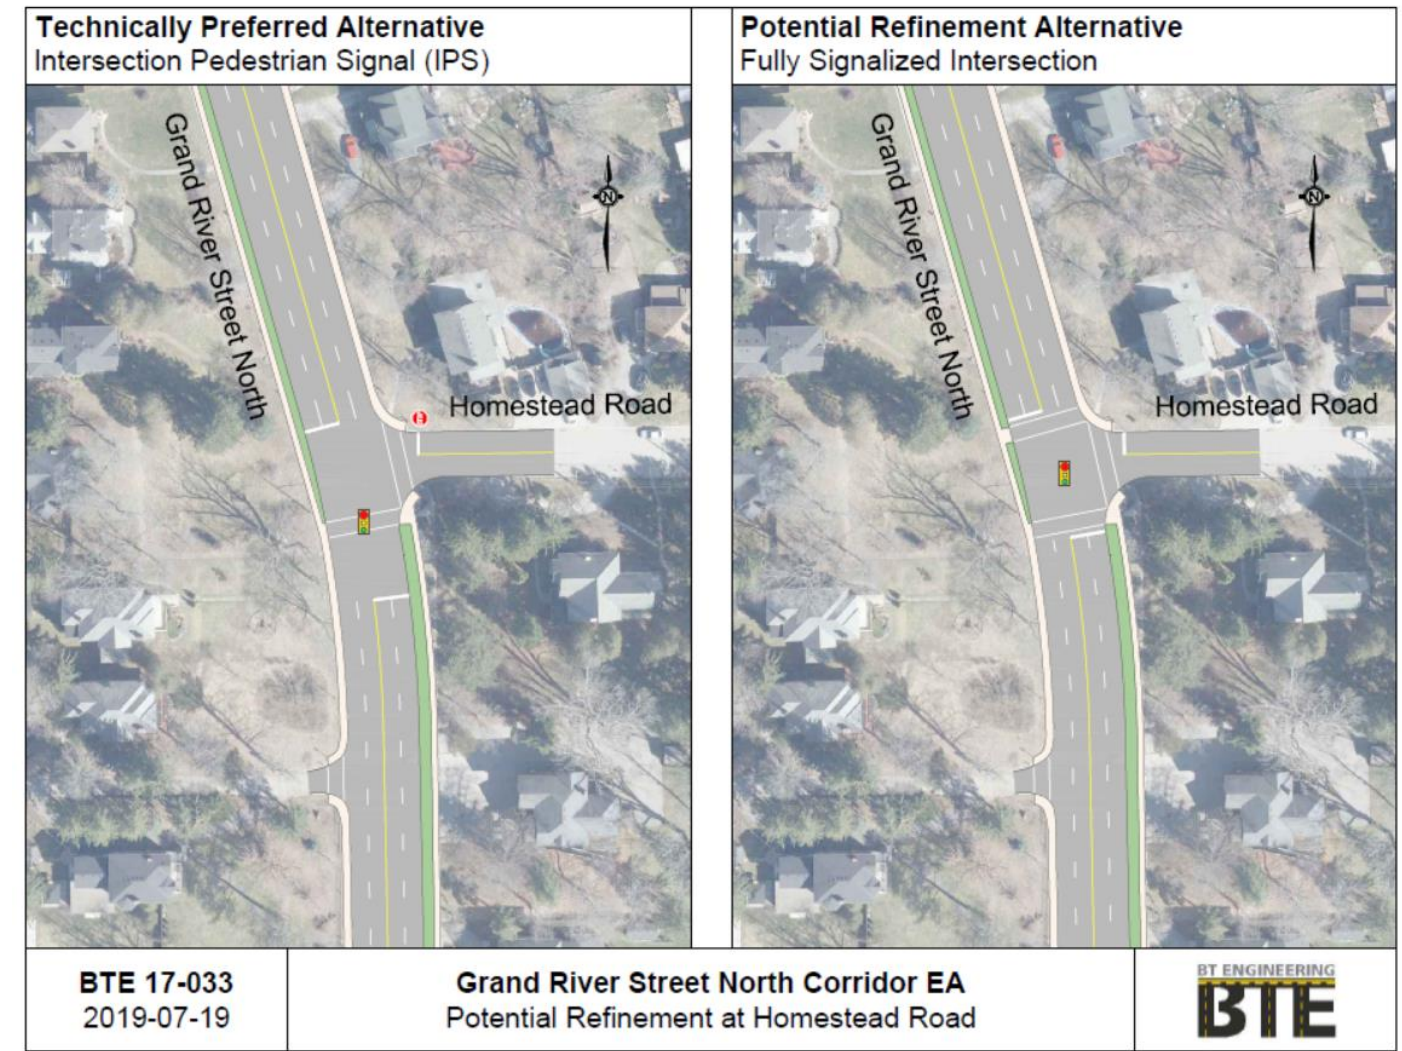 Technically Preferred Alternative
Intersection Pedestrian Signal (IPS)
Grand River Street North
N
Homestead Road
Potential Refinement Alternative
Fully Signalized Intersection
Grand River Street North
N
Homestead Road
BTE 17-033
2019-07-19
Grand River Street North Corridor EA
Potential Refinement at Homestead Road
BT ENGINEERING
BTE